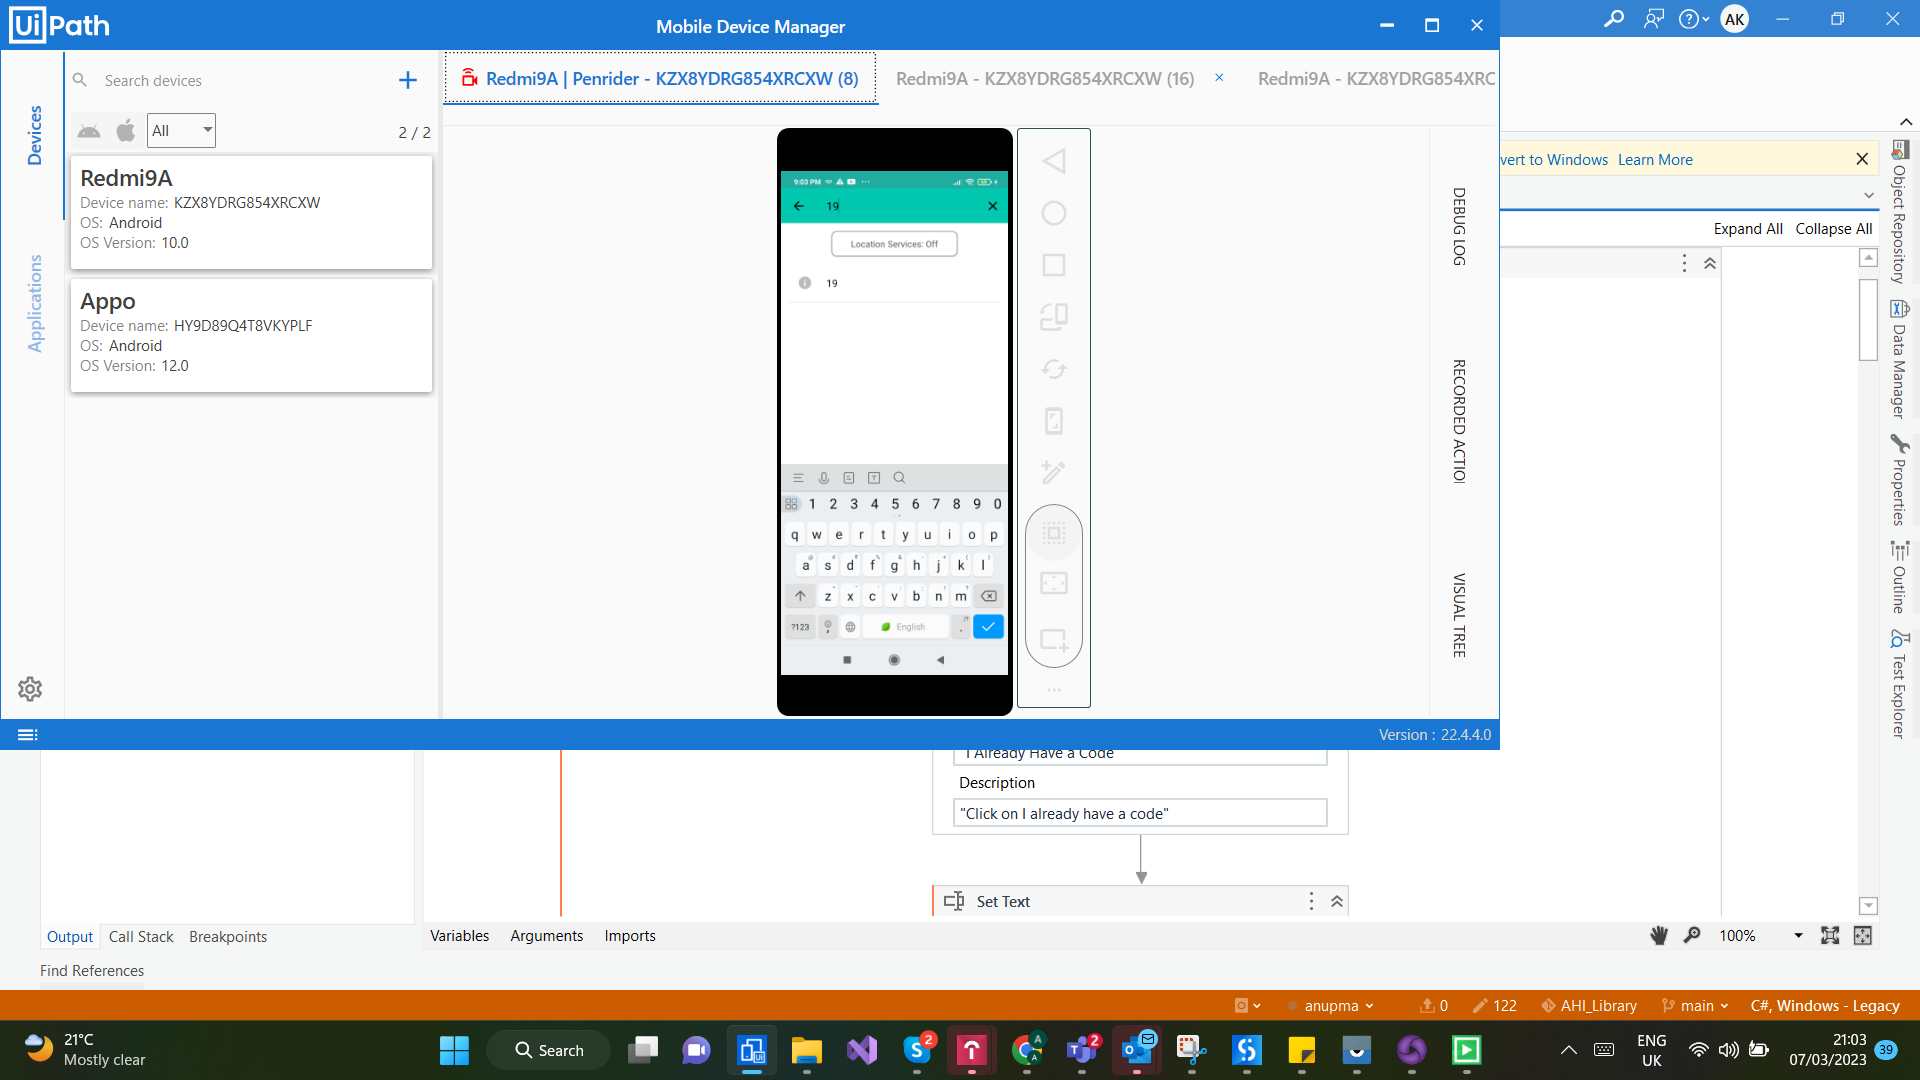 UiPath
Mobile Device Manager
AK
Search devices
Redmi9A | Penrider - KZX8YDRG854XRCXW (8)
Redmi9A - KZX8YDRG854XRCXW (16)
Redmi9A - KZX8YDRG854XRC
Devices
Applications
All
2 / 2
Redmi9A
Device name: KZX8YDRG854XRCXW
OS: Android
OS Version: 10.0
Appo
Device name: HY9D89Q4T8VKYPLF
OS: Android
OS Version: 12.0
9:03 PM
19
Location Services: Off
19
1 2 3 4 5 6 7 8 9 0
q w e r t y u i o p
a s d f g h j k l
z x c v b n m
?123
English
DEBUG LOG
RECORDED ACTIOI
VISUAL TREE
Version : 22.4.4.0
vert to Windows Learn More
Expand All Collapse All
Object Repository
Data Manager
Properties
Outline
Test Explorer
"I Already Have a Code"
Description
"Click on I already have a code"
Set Text
Output Call Stack Breakpoints
Variables Arguments Imports
100%
Find References
anupma
0
122
AHI_Library
main
C#, Windows - Legacy
21°C
Mostly clear
Search
2
A
A
2
ENG
UK
21:03
07/03/2023
39